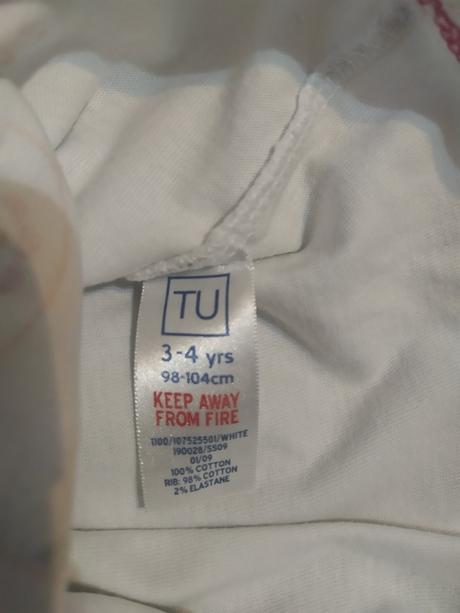 TU
3-4 yrs
98-104cm
KEEP AWAY
FROM FIRE
1100/107525501/WHITE
190028/SS09
01/09
100% COTTON
RIB: 98% COTTON
2% ELASTANE